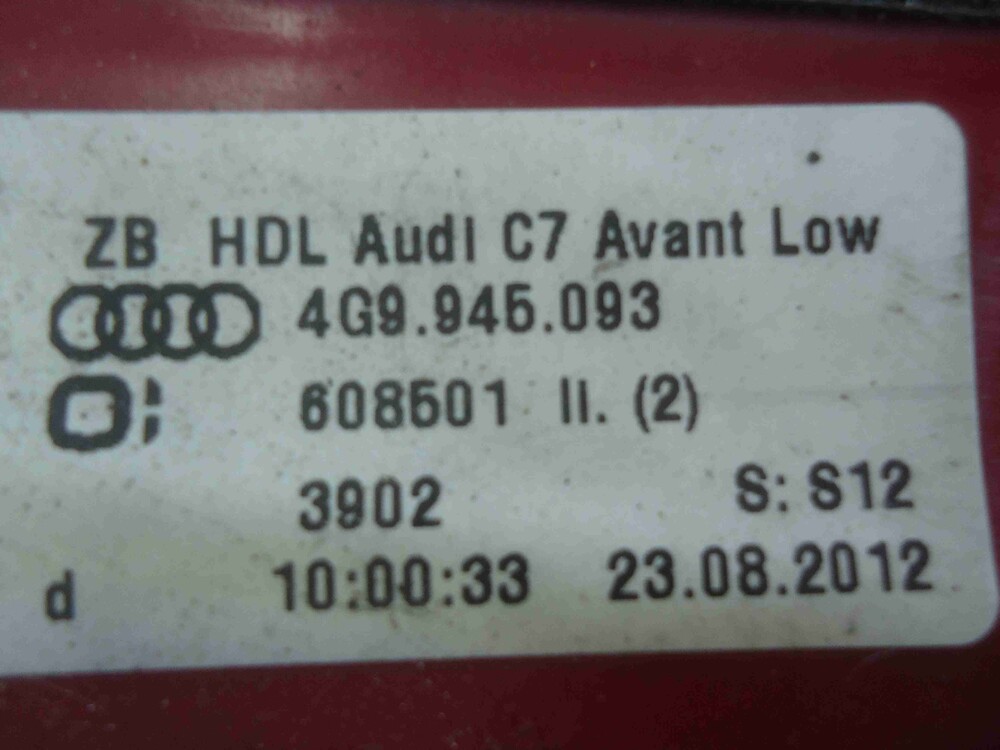 ZB HDL Audi C7 Avant Low
4G9.945.093
608501 II. (2)
3902 S: S12
d 10:00:33 23.08.2012